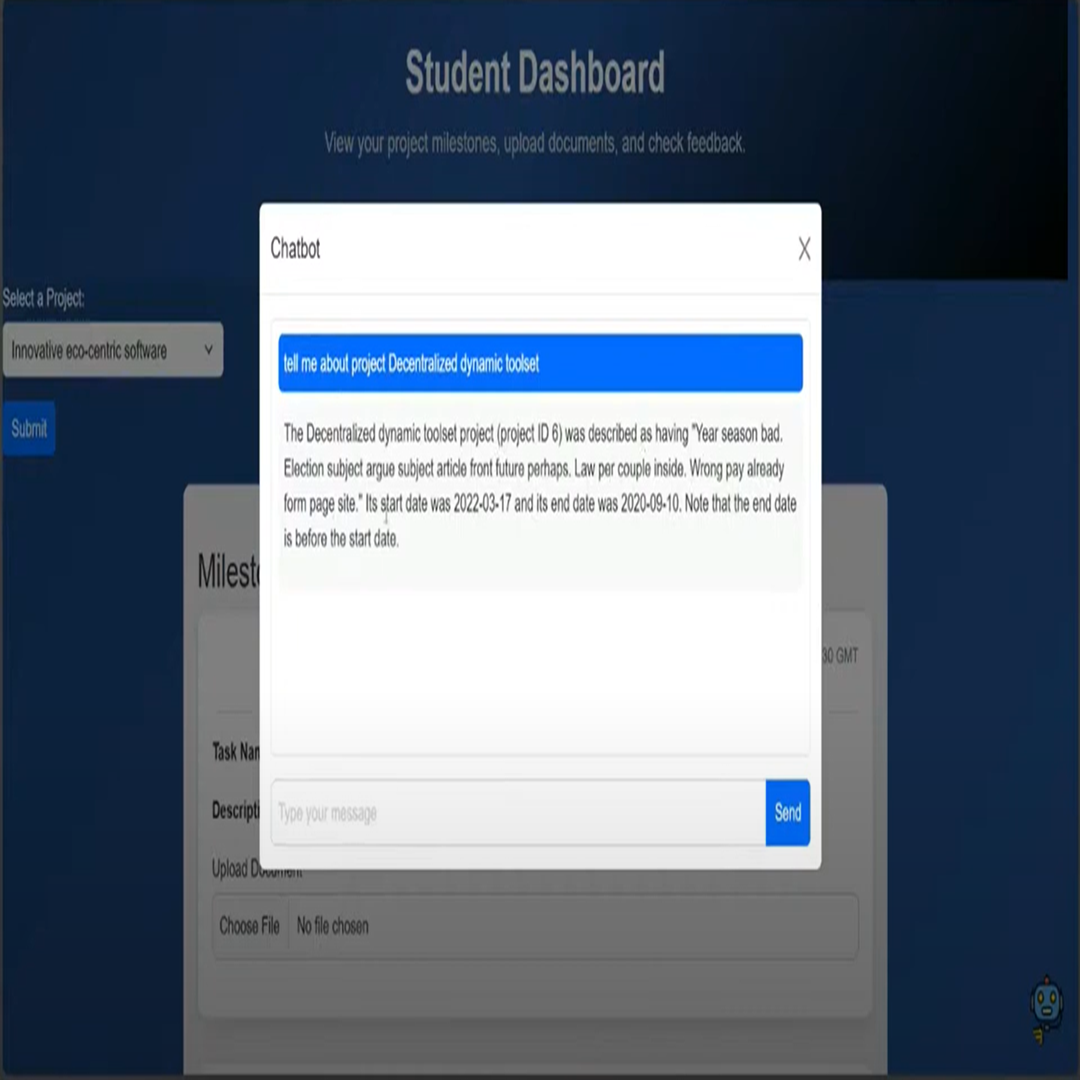 Student Dashboard
View your project milestones, upload documents, and check feedback.
Select a Project:
Innovative eco-centric software
Submit
Chatbot
X
tell me about project Decentralized dynamic toolset
The Decentralized dynamic toolset project (project ID 6) was described as having "Year season bad.
Election subject argue subject article front future perhaps. Law per couple inside. Wrong pay already
form page site." Its start date was 2022-03-17 and its end date was 2020-09-10. Note that the end date
is before the start date.
Type your message
Send
Milest
30 GMT
Task Nam
Descripti
Upload Document
Choose File
No file chosen